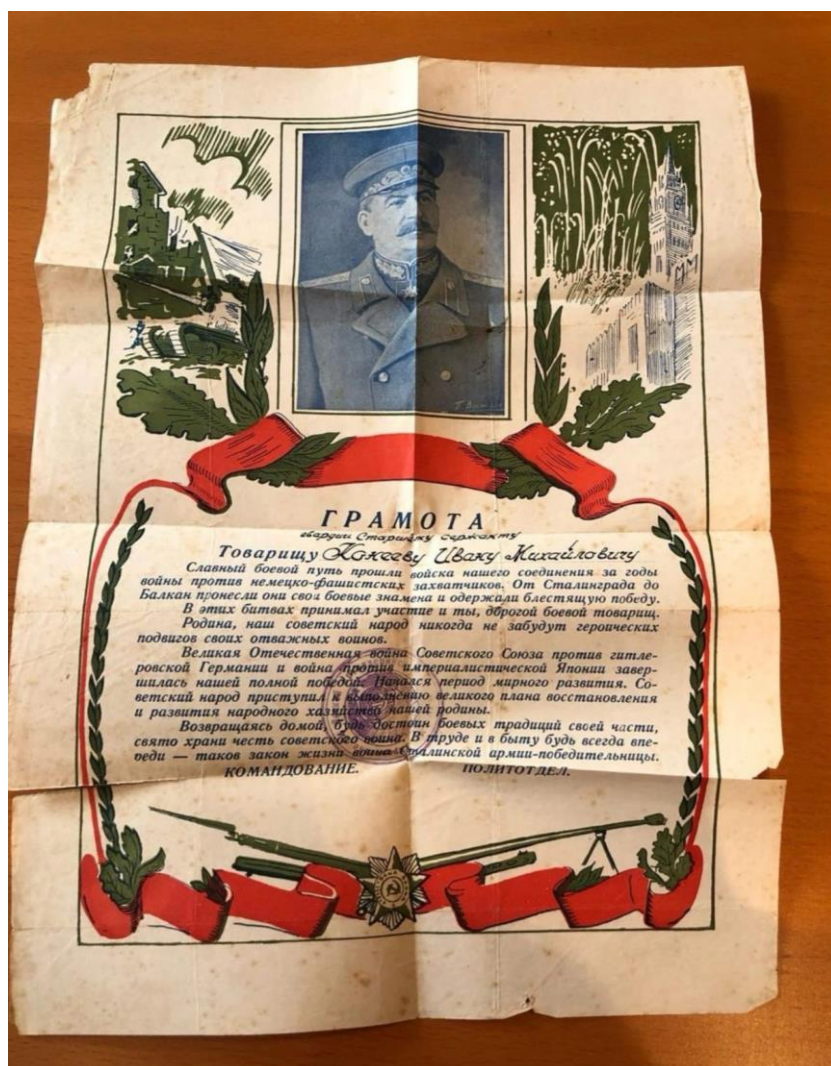 ГРАМОТА
гвардии Старшему сержанту
Товарищу Конееву Ивану Михайловичу
Славный боевой путь прошли войска нашего соединения за годы
войны против немецко-фашистских захватчиков. От Сталинграда до
Балкан пронесли они свои боевые знамена и одержали блестящую победу.
В этих битвах принимал участие и ты, дорогой боевой товарищ.
Родина, наш советский народ никогда не забудут героических
подвигов своих отважных воинов.
Великая Отечественная война Советского Союза против гитле-
ровской Германии и война против империалистической Японии завер-
шилась нашей полной победой. Начался период мирного развития. Со-
ветский народ приступил к выполнению великого плана восстановления
и развития народного хозяйства нашей родины.
Возвращаясь домой, будь достоин боевых традиций своей части,
свято храни честь советского воина. В труде и в быту будь всегда впе-
реди — таков закон жизни воина Сталинской армии-победительницы.
КОМАНДОВАНИЕ. ПОЛИТОТДЕЛ.